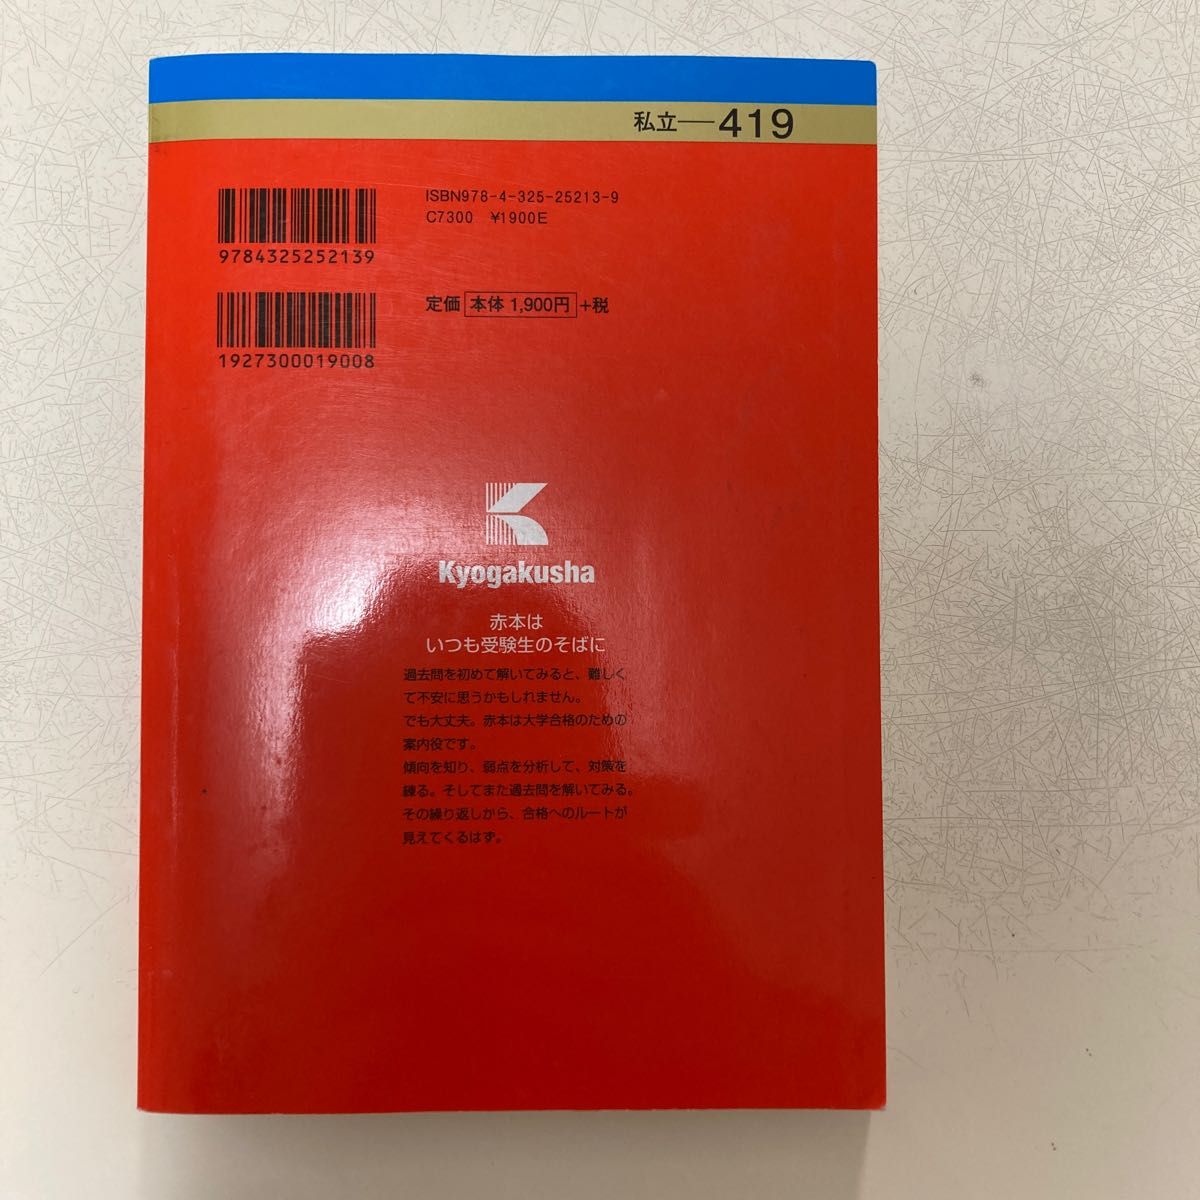 私立—419
ISBN978-4-325-25213-9
C7300 ¥1900E
9784325252139
定価 本体 1,900円 +税
1927300019008
Kyogakusha
赤本は
いつも受験生のそばに
過去問を初めて解いてみると、難しく
て不安に思うかもしれません。
でも大丈夫。赤本は大学合格のための
案内役です。
傾向を知り、弱点を分析して、対策を
練る。そしてまた過去問を解いてみる。
その繰り返しから、合格へのルートが
見えてくるはず。